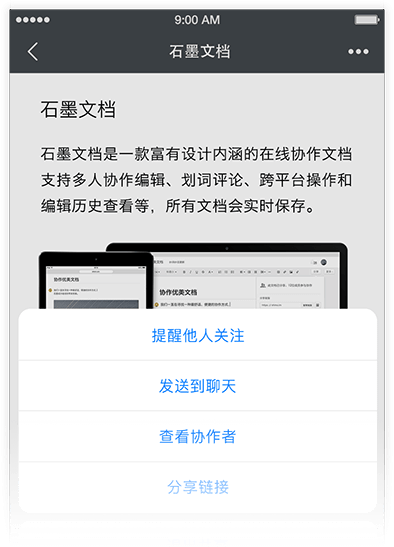 9:00 AM
石墨文档
石墨文档
石墨文档是一款富有设计内涵的在线协作文档
支持多人协作编辑、划词评论、跨平台操作和
编辑历史查看等，所有文档会实时保存。
协作优美文档
协作优美文档
提醒他人关注
发送到聊天
查看协作者
分享链接